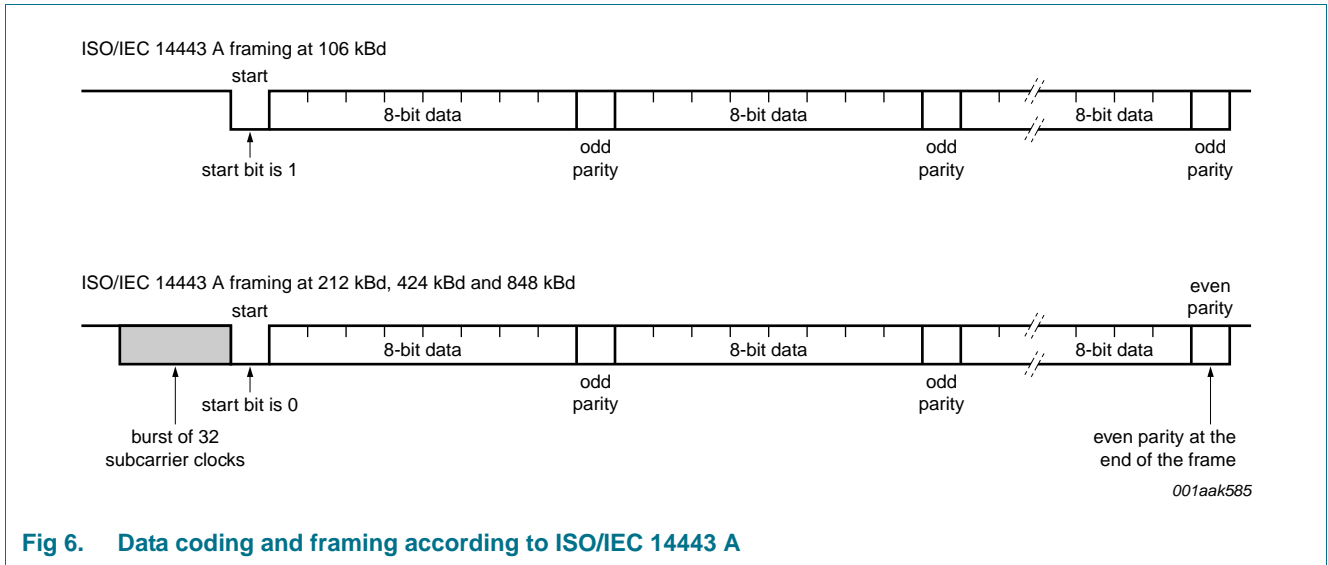 ISO/IEC 14443 A framing at 106 kBd
start
8-bit data
8-bit data
8-bit data
start bit is 1
odd
parity
odd
parity
odd
parity
ISO/IEC 14443 A framing at 212 kBd, 424 kBd and 848 kBd
start
even
parity
8-bit data
8-bit data
8-bit data
start bit is 0
odd
parity
odd
parity
burst of 32
subcarrier clocks
even parity at the
end of the frame
001aak585
Fig 6. Data coding and framing according to ISO/IEC 14443 A